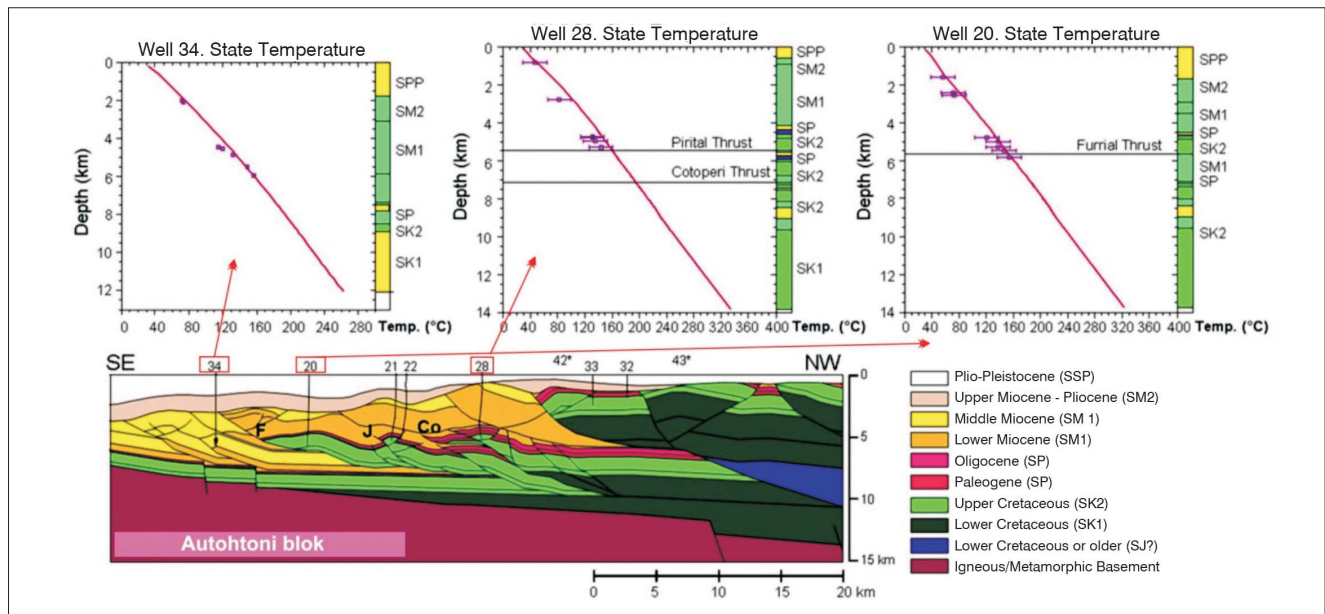 Well 34. State Temperature
0
2
4
6
8
10
12
Depth (km)
SPP
SM2
SM1
SP
SK2
SK1
0 40 80 120 160 200 280 Temp. (°C)
Well 28. State Temperature
0
2
4
6
8
10
12
14
Depth (km)
Pirital Thrust
Cotoperi Thrust
SPP
SM2
SM1
SP
SK2
SP
SK2
SK2
SK1
0 40 80 120 160 200 240 280 320 360 400 Temp. (°C)
Well 20. State Temperature
0
2
4
6
8
10
12
14
Depth (km)
Furrial Thrust
SPP
SM2
SM1
SP
SK2
SM1
SP
SK2
0 40 80 120 160 200 240 280 320 360 400 Temp. (°C)
SE 34 20 21 22 28 42* 33 32 43* NW
F J Co
Autohtoni blok
0
5
10
15 km
0 5 10 15 20 km
Plio-Pleistocene (SSP)
Upper Miocene - Pliocene (SM2)
Middle Miocene (SM 1)
Lower Miocene (SM1)
Oligocene (SP)
Paleogene (SP)
Upper Cretaceous (SK2)
Lower Cretaceous (SK1)
Lower Cretaceous or older (SJ?)
Igneous/Metamorphic Basement